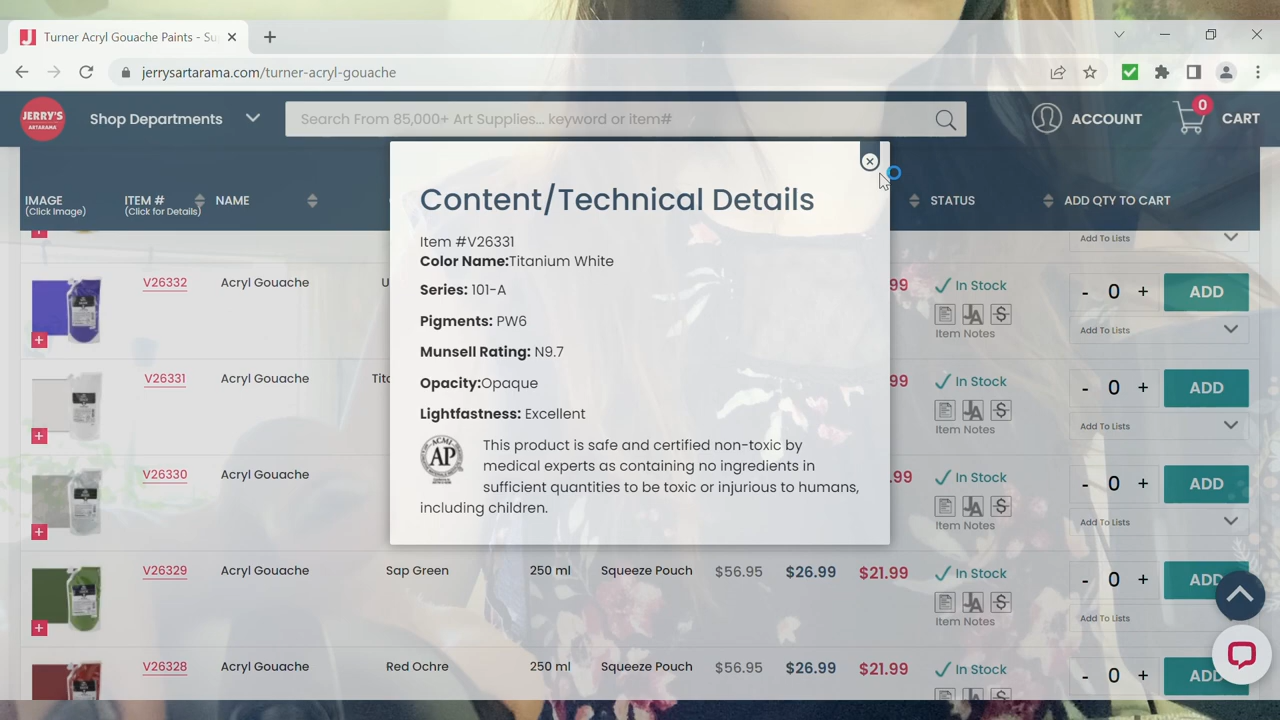 Turner Acryl Gouache Paints - Su
jerrysartarama.com/turner-acryl-gouache
JERRY'S
ARTARAMA
Shop Departments
Search From 85,000+ Art Supplies... keyword or item#
ACCOUNT
0
CART
IMAGE
(Click Image)
ITEM #
(Click for Details)
NAME
STATUS
ADD QTY TO CART
Add To Lists
Content/Technical Details
Item #V26331
Color Name:Titanium White
Series: 101-A
Pigments: PW6
Munsell Rating: N9.7
Opacity:Opaque
Lightfastness: Excellent
AP
This product is safe and certified non-toxic by
medical experts as containing no ingredients in
sufficient quantities to be toxic or injurious to humans,
including children.
V26332 Acryl Gouache U 99 In Stock - 0 + ADD
Item Notes Add To Lists
V26331 Acryl Gouache Tita 99 In Stock - 0 + ADD
Item Notes Add To Lists
V26330 Acryl Gouache .99 In Stock - 0 + ADD
Item Notes Add To Lists
V26329 Acryl Gouache Sap Green 250 ml Squeeze Pouch $56.95 $26.99 $21.99 In Stock - 0 + ADD
Item Notes Add To Lists
V26328 Acryl Gouache Red Ochre 250 ml Squeeze Pouch $56.95 $26.99 $21.99 In Stock - 0 + ADD